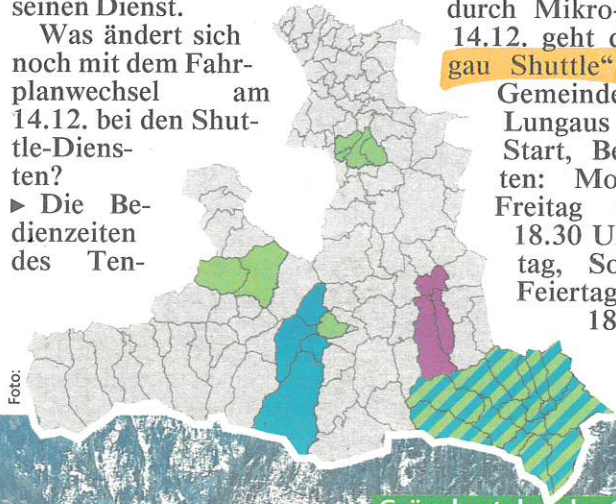 seinen Dienst.
Was ändert sich
noch mit dem Fahr-
planwechsel am
14.12. bei den Shut-
tle-Diens-
ten?
▶ Die Be-
dienzeiten
des Ten-
durch Mikro-
14.12. geht d
gau Shuttle“
Gemeinde
Lungaus
Start, Be
ten: Mo
Freitag
18.30 U
tag, So
Feiertag
18
Foto: